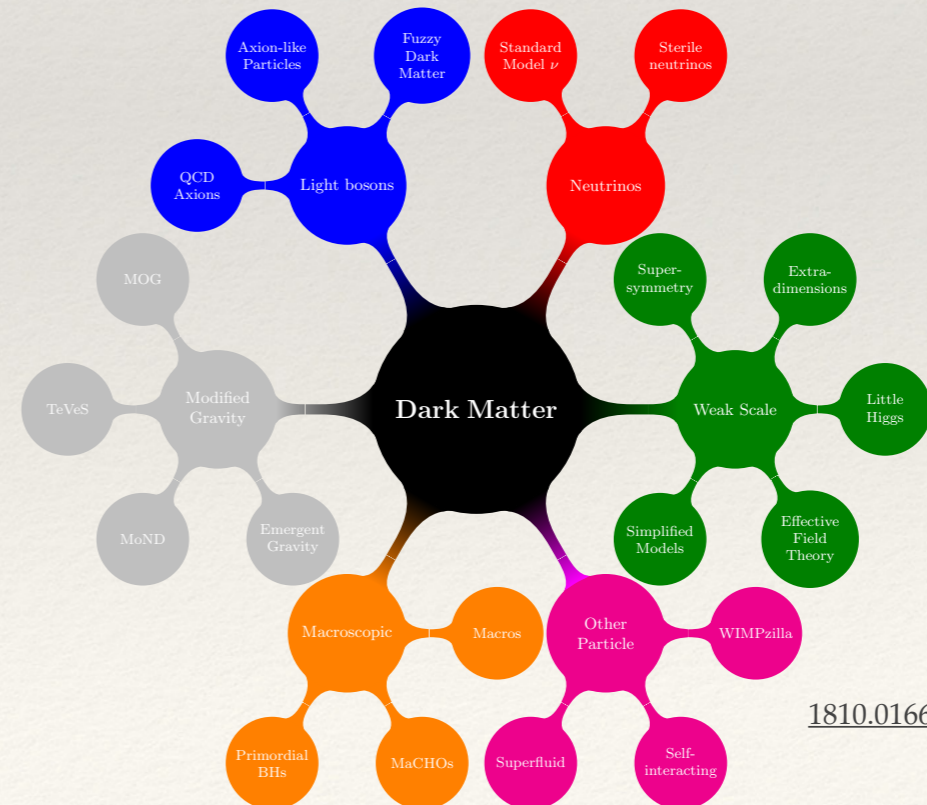 Axion-like
Particles
Fuzzy
Dark
Matter
Standard
Model ν
Sterile
neutrinos
QCD
Axions
Light bosons
Neutrinos
MOG
Super-
symmetry
Extra-
dimensions
TeVeS
Modified
Gravity
Dark Matter
Weak Scale
Little
Higgs
MoND
Emergent
Gravity
Simplified
Models
Effective
Field
Theory
Macroscopic
Macros
Other
Particle
WIMPzilla
Primordial
BHs
MaCHOs
Superfluid
Self-
interacting
1810.0166